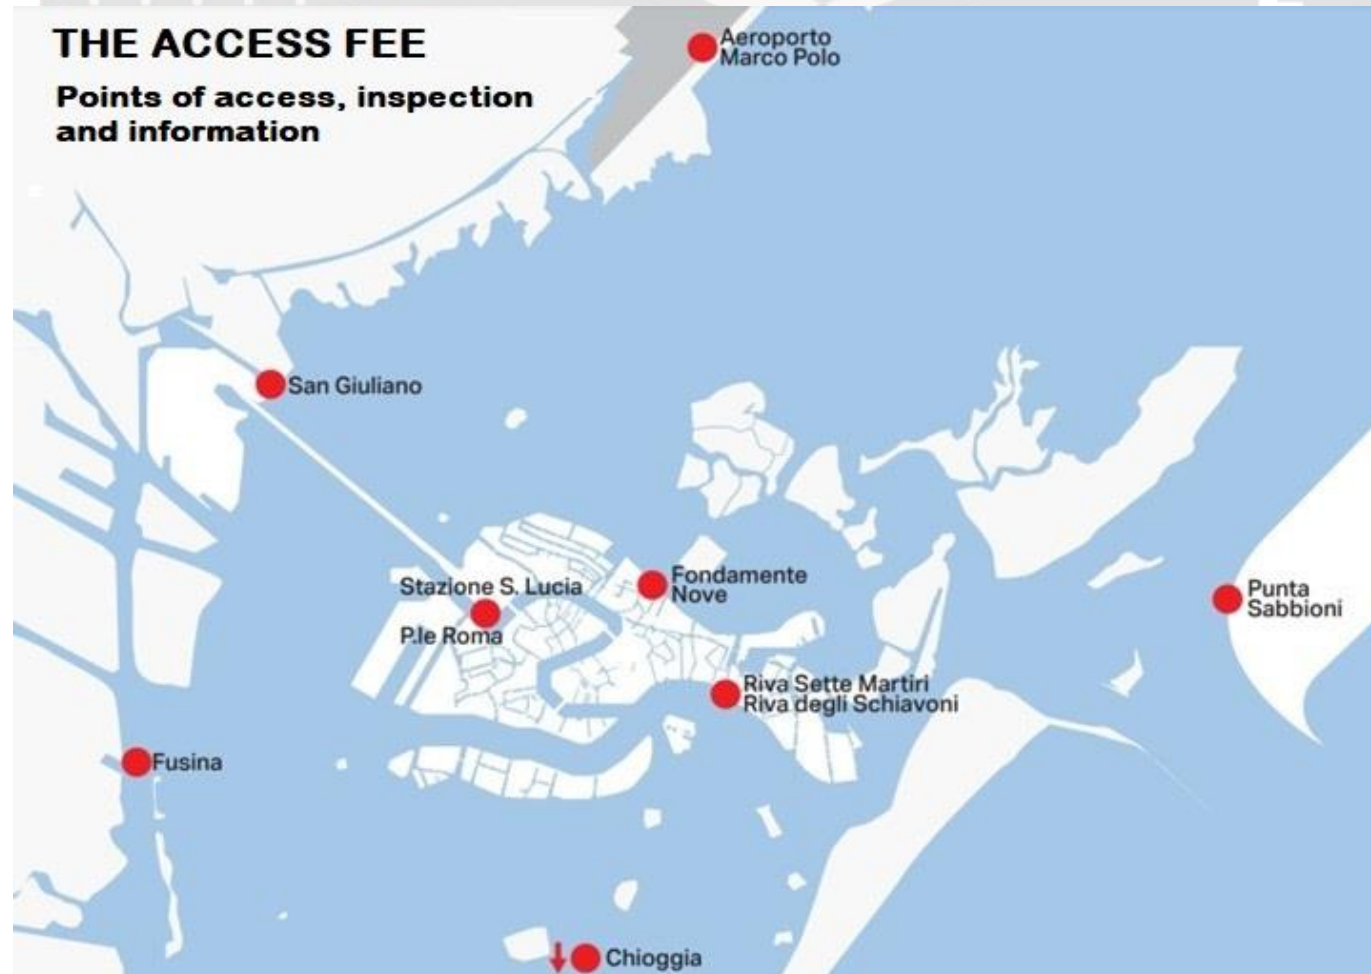 THE ACCESS FEE
Points of access, inspection
and information
Aeroporto
Marco Polo
San Giuliano
Stazione S. Lucia
P.le Roma
Fondamente
Nove
Punta
Sabbioni
Riva Sette Martiri
Riva degli Schiavoni
Fusina
Chioggia